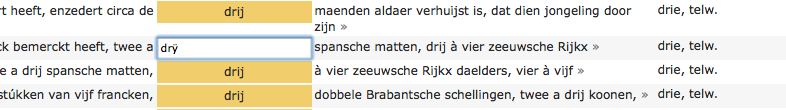 rt heeft, enzedert circa de drij maenden aldaer verhuijst is, dat dien jongeling door zijn » drie, telw.
ck bemerckt heeft, twee a drÿ spansche matten, drij à vier zeeuwsche Rijkx » drie, telw.
e a drij spansche matten, drij à vier zeeuwsche Rijkx daelders, vier à vijf » drie, telw.
stúkken van vijf francken, drij dobbele Brabantsche schellingen, twee a drij koonen, » drie, telw.